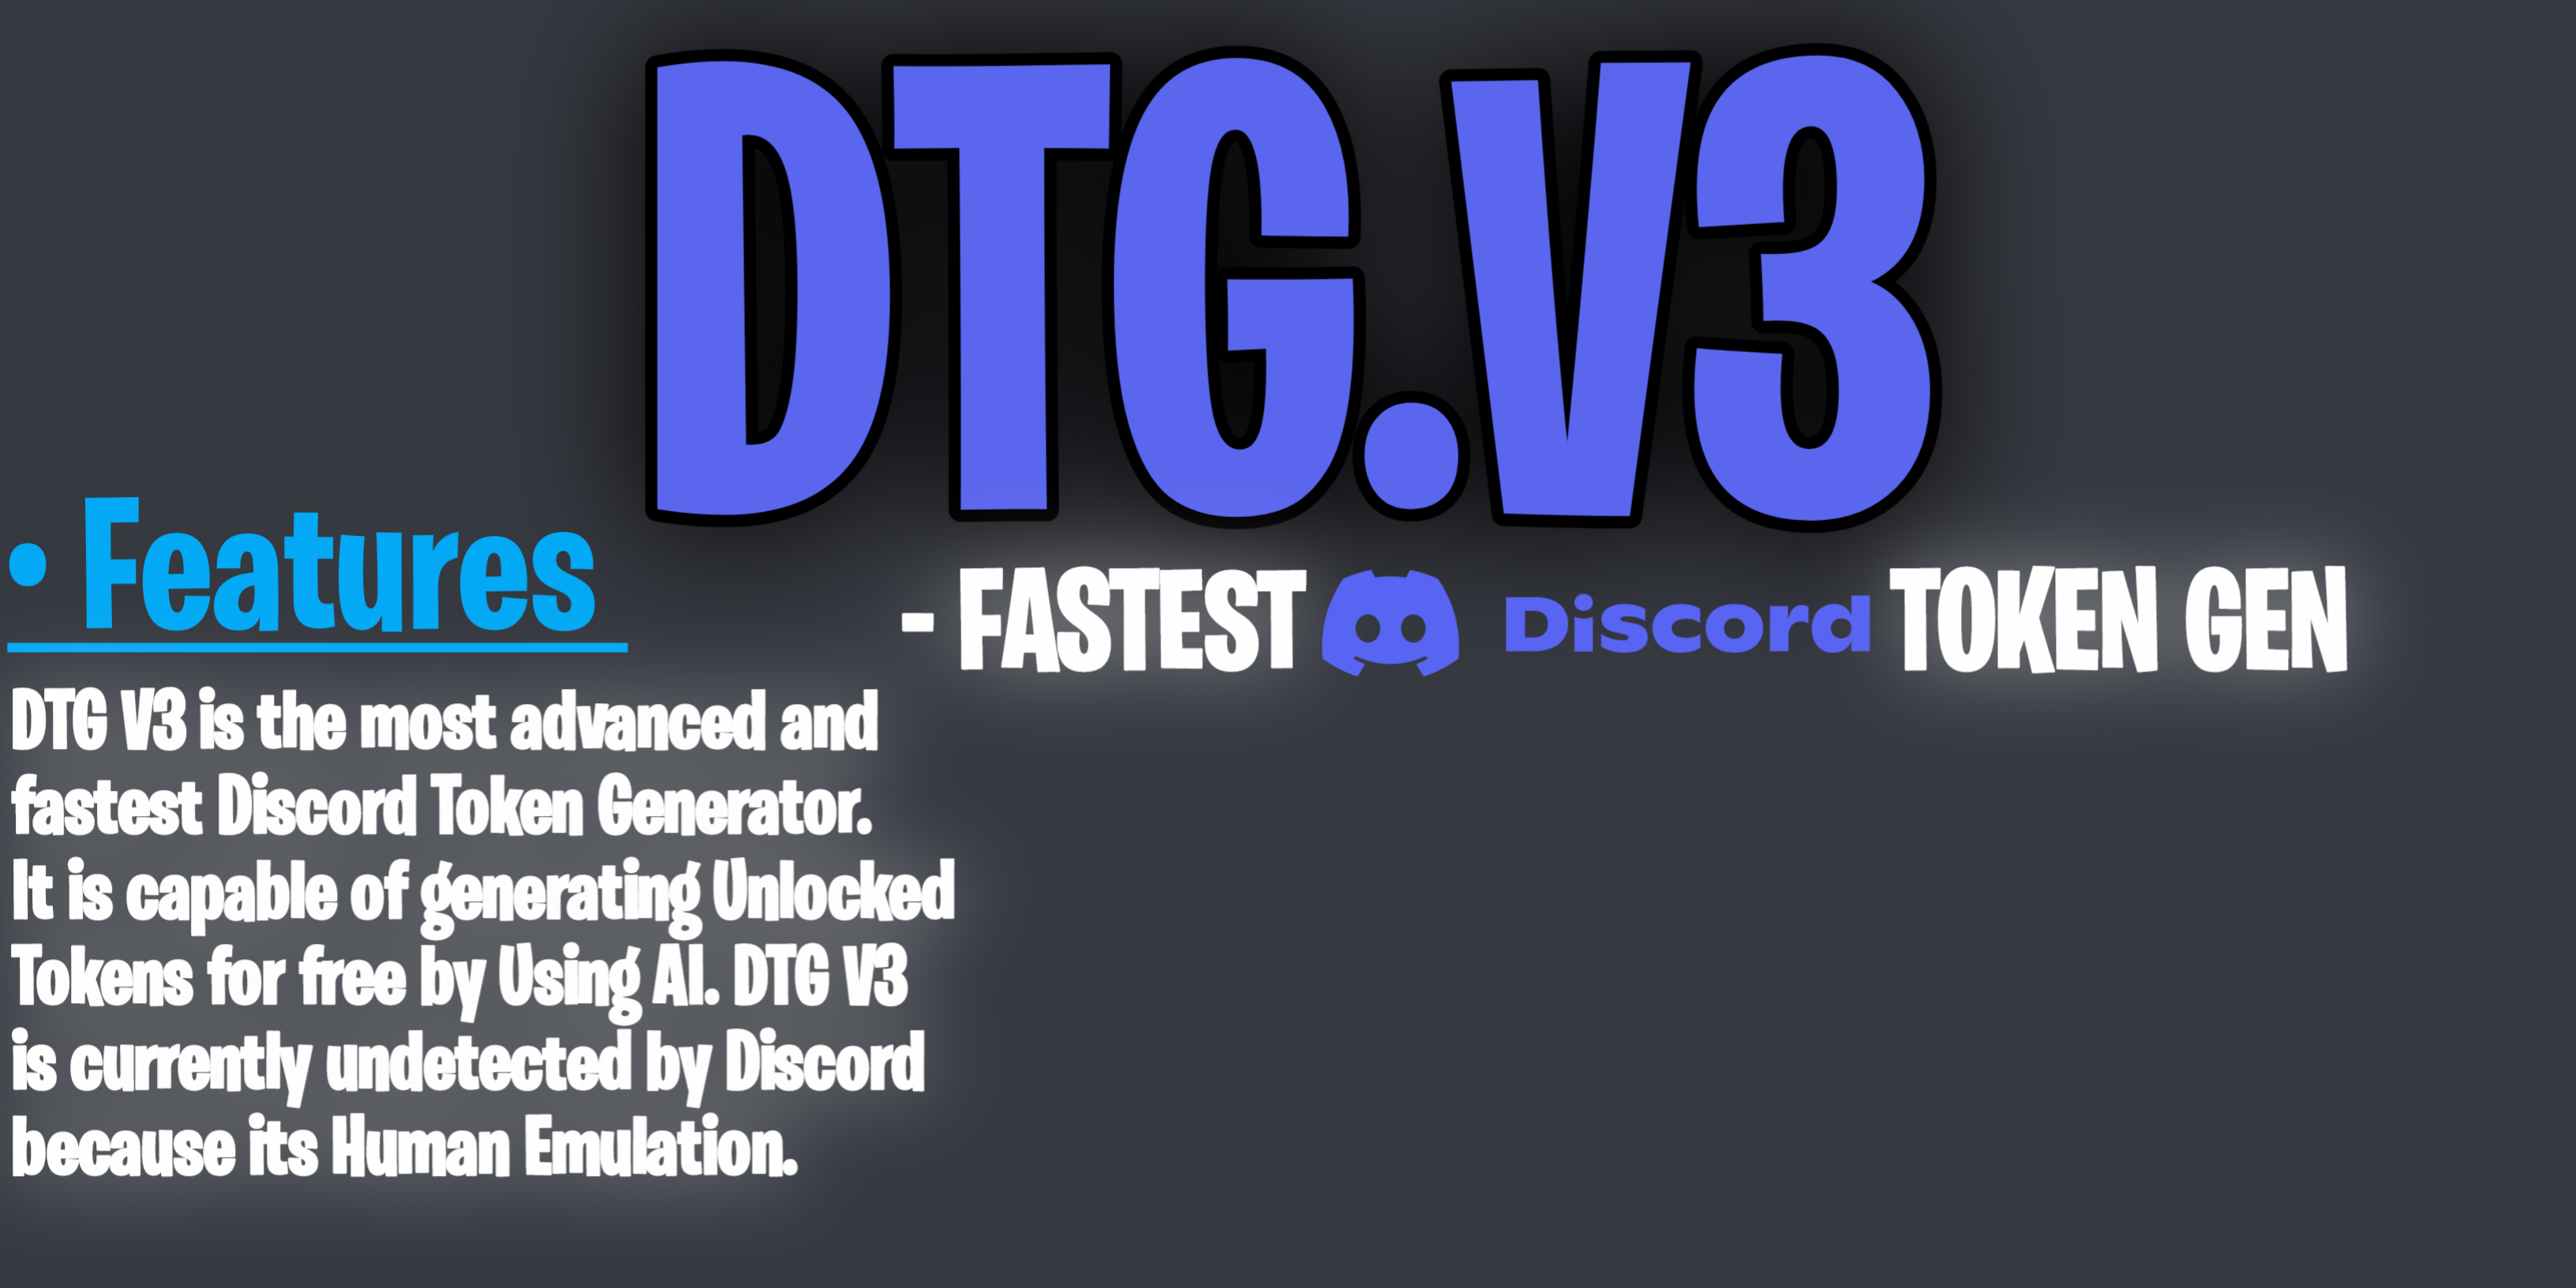 DTG.V3
- FASTEST Discord TOKEN GEN
• Features
DTG V3 is the most advanced and
fastest Discord Token Generator.
It is capable of generating Unlocked
Tokens for free by Using AI. DTG V3
is currently undetected by Discord
because its Human Emulation.